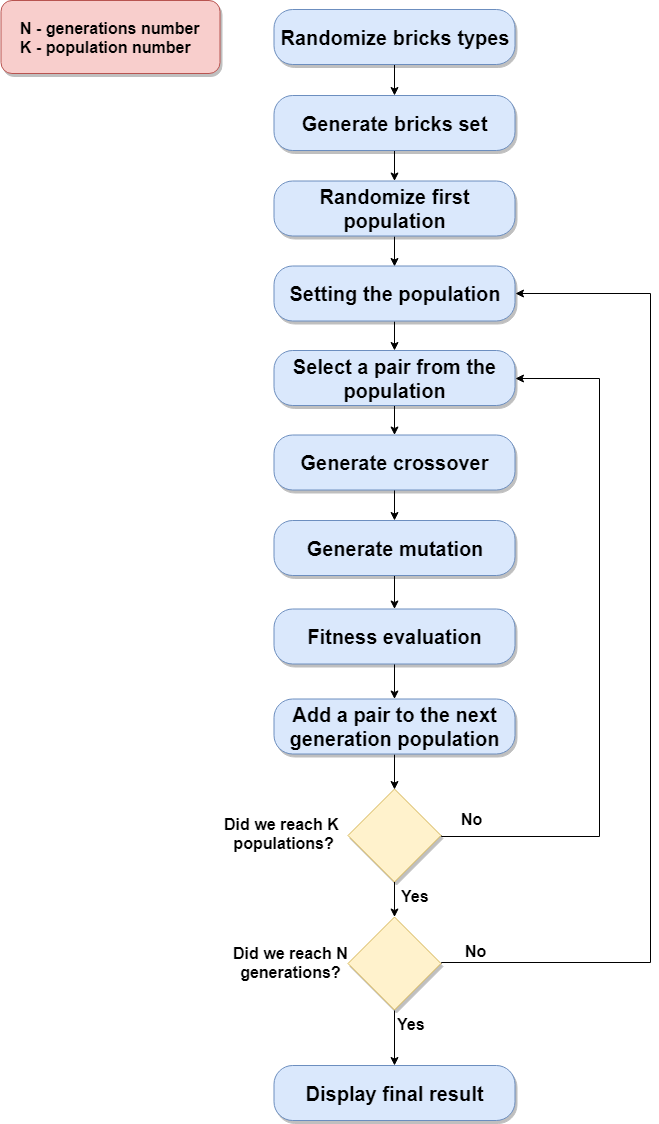 N - generations number
K - population number
Randomize bricks types
Generate bricks set
Randomize first
population
Setting the population
Select a pair from the
population
Generate crossover
Generate mutation
Fitness evaluation
Add a pair to the next
generation population
Did we reach K
populations?
No
Yes
Did we reach N
generations?
No
Yes
Display final result